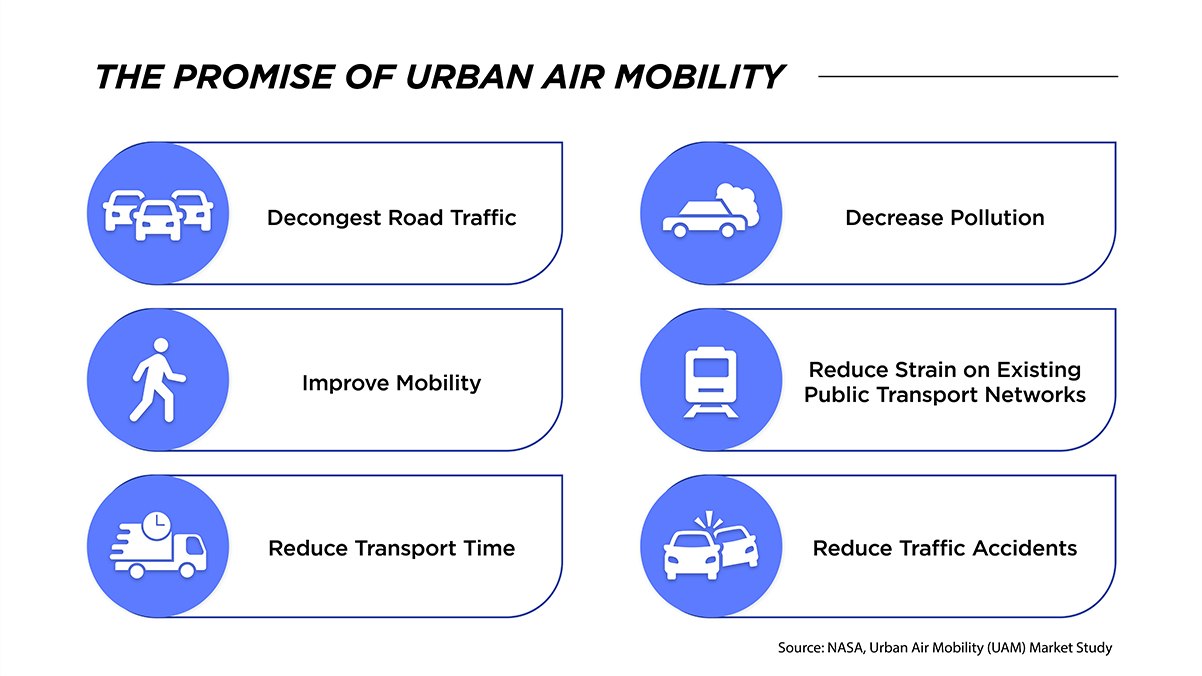 THE PROMISE OF URBAN AIR MOBILITY
Decongest Road Traffic
Decrease Pollution
Improve Mobility
Reduce Strain on Existing
Public Transport Networks
Reduce Transport Time
Reduce Traffic Accidents
Source: NASA, Urban Air Mobility (UAM) Market Study